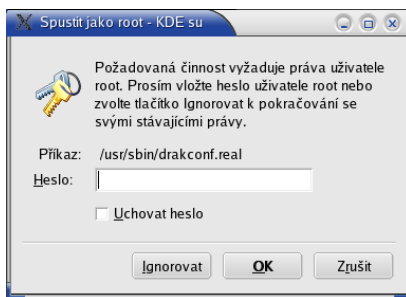 Spustit jako root - KDE su
Požadovaná činnost vyžaduje práva uživatele
root. Prosím vložte heslo uživatele root nebo
zvolte tlačítko Ignorovat k pokračování se
svými stávajícími právy.
Příkaz: /usr/sbin/drakconf.real
Heslo:
Uchovat heslo
Ignorovat OK Zrušit